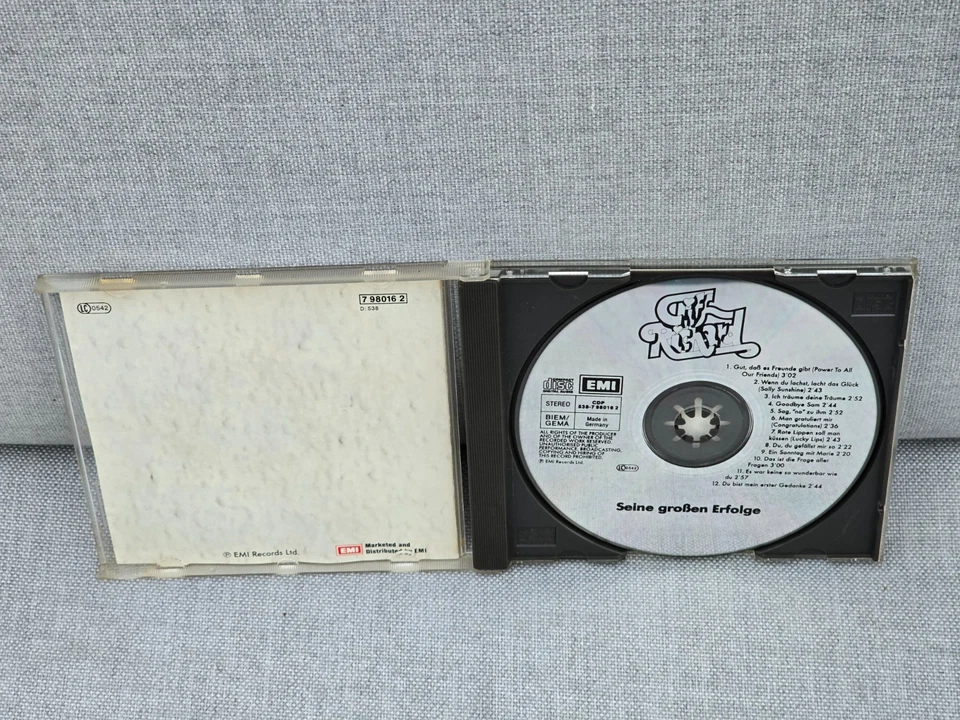 LC 0542
7 98016 2
D: 538
℗ EMI Records Ltd.
EMI
Marketed and
Distributed by EMI
Cliff Richard
1. Gut, daß es Freunde gibt (Power To All
Our Friends) 3'02
2. Wenn du lachst, lacht das Glück
(Sally Sunshine) 2'43
3. Ich träume deine Träume 2'52
4. Goodbye Sam 2'44
5. Sag, "no" zu ihm 2'52
6. Man gratuliert mir
(Congratulations) 2'36
7. Rote Lippen soll man
küssen (Lucky Lips) 2'43
8. Du, du gefällst mir so 2'22
9. Ein Sonntag mit Marie 2'20
10. Das ist die Frage aller
Fragen 3'00
11. Es war keine so wunderbar wie
du 2'57
12. Du bist mein erster Gedanke 2'44
disc
EMI
STEREO
CDP
538-7 98016 2
BIEM/
GEMA
Made in
Germany
ALL RIGHTS OF THE PRODUCER
AND OF THE OWNER OF THE
RECORDED WORK RESERVED.
UNAUTHORISED PUBLIC
PERFORMANCE, BROADCASTING,
COPYING AND HIRING OF
THIS RECORD PROHIBITED.
℗ EMI Records Ltd.
LC 0542
Seine großen Erfolge